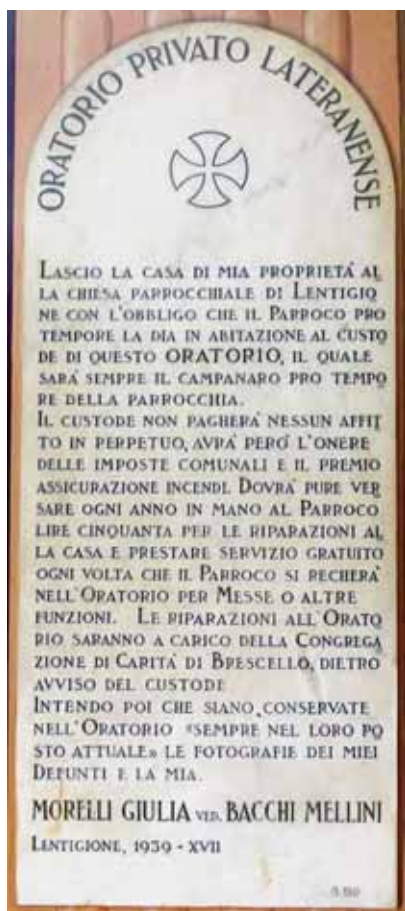 ORATORIO PRIVATO LATERANENSE
LASCIO LA CASA DI MIA PROPRIETÀ AL
LA CHIESA PARROCCHIALE DI LENTIGIO
NE CON L'OBBLIGO CHE IL PARROCO PRO
TEMPORE LA DIA IN ABITAZIONE AL CUSTO
DE DI QUESTO ORATORIO, IL QUALE
SARÀ SEMPRE IL CAMPANARO PRO TEMPO
RE DELLA PARROCCHIA.
IL CUSTODE NON PAGHERÀ NESSUN AFFIT
TO IN PERPETUO, AVRÀ PERÒ L'ONERE
DELLE IMPOSTE COMUNALI E IL PREMIO
ASSICURAZIONE INCENDI. DOVRÀ PURE VER
SARE OGNI ANNO IN MANO AL PARROCO
LIRE CINQUANTA PER LE RIPARAZIONI AL
LA CASA E PRESTARE SERVIZIO GRATUITO
OGNI VOLTA CHE IL PARROCO SI RECHERÀ
NELL'ORATORIO PER MESSE O ALTRE
FUNZIONI. LE RIPARAZIONI ALL'ORATO
RIO SARANNO A CARICO DELLA CONGREGA
ZIONE DI CARITÀ DI BRESCELLO, DIETRO
AVVISO DEL CUSTODE
INTENDO POI CHE SIANO CONSERVATE
NELL'ORATORIO «SEMPRE NEL LORO PO
STO ATTUALE» LE FOTOGRAFIE DEI MIEI
DEFUNTI E LA MIA.
MORELLI GIULIA VED. BACCHI MELLINI
LENTIGIONE, 1939 - XVII